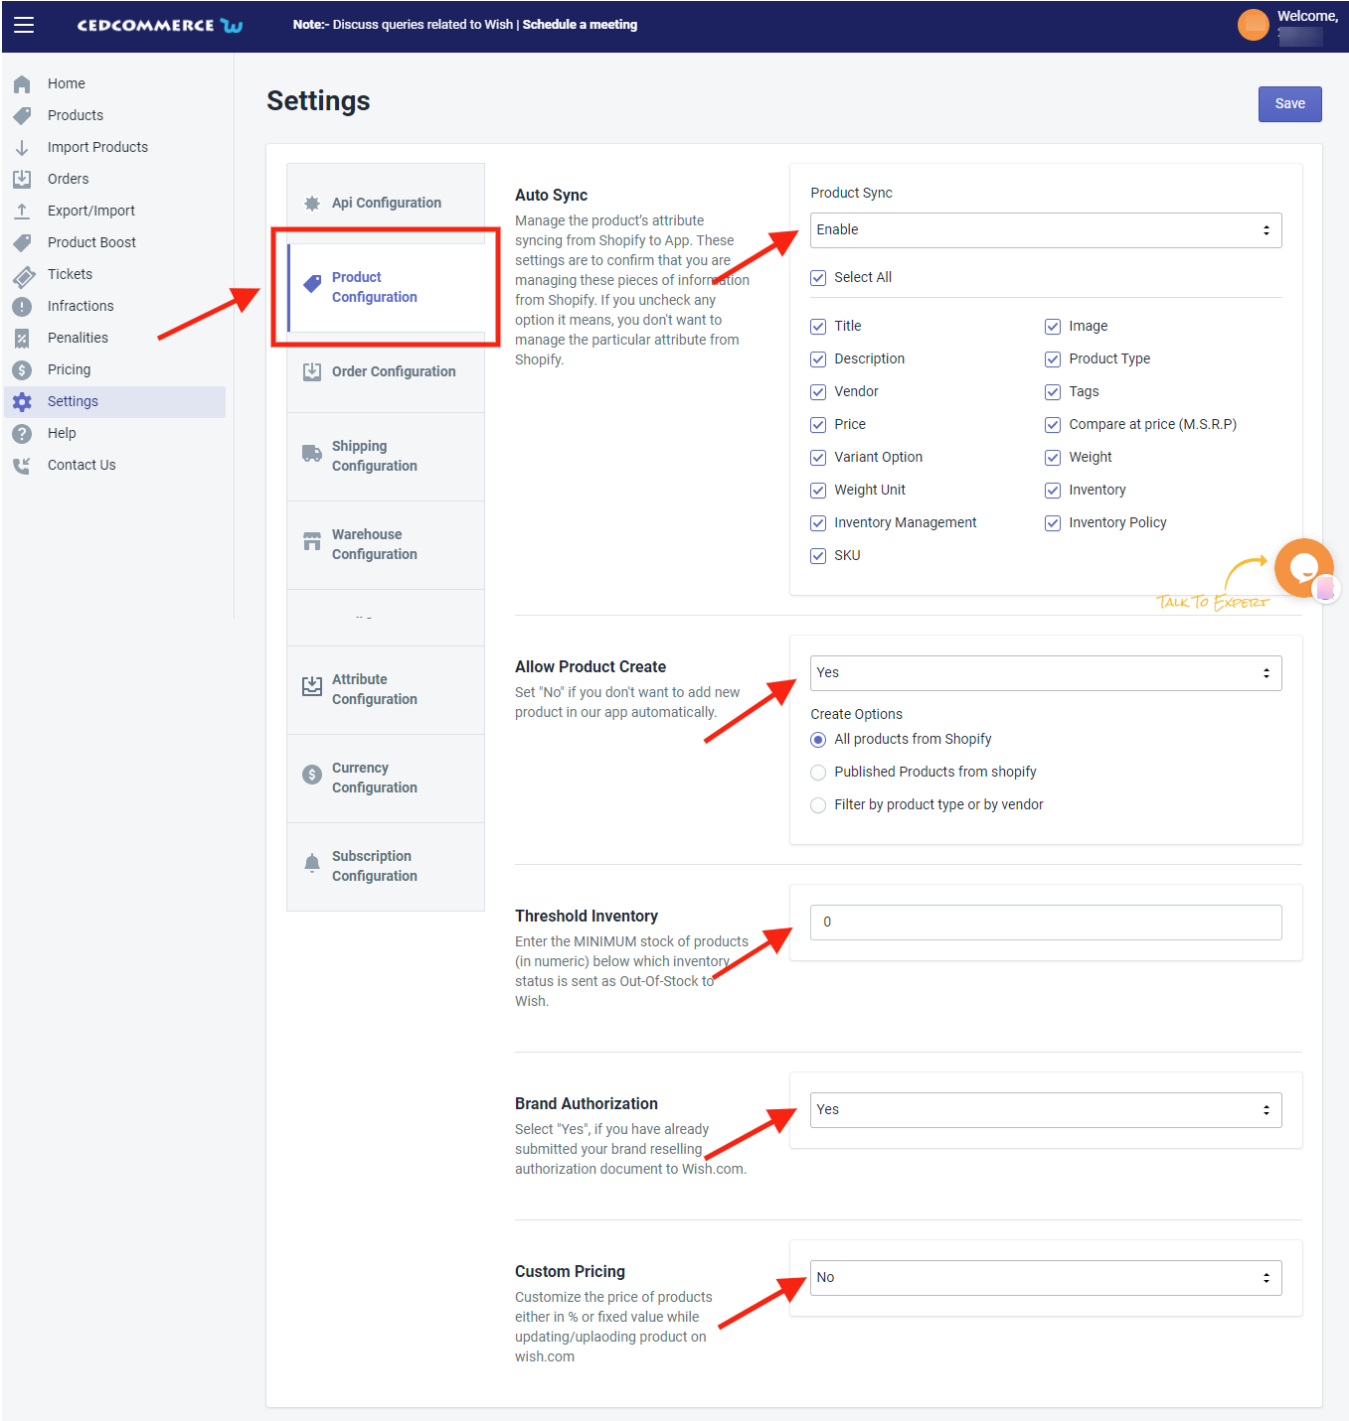 CEDCOMMERCE
Note:- Discuss queries related to Wish | Schedule a meeting
Welcome,
Home
Products
Import Products
Orders
Export/Import
Product Boost
Tickets
Infractions
Penalities
Pricing
Settings
Help
Contact Us
Settings
Save
Api Configuration
Product
Configuration
Order Configuration
Shipping
Configuration
Warehouse
Configuration
Attribute
Configuration
Currency
Configuration
Subscription
Configuration
Auto Sync
Manage the product's attribute
syncing from Shopify to App. These
settings are to confirm that you are
managing these pieces of information
from Shopify. If you uncheck any
option it means, you don't want to
manage the particular attribute from
Shopify.
Product Sync
Enable
Select All
Title
Image
Description
Product Type
Vendor
Tags
Price
Compare at price (M.S.R.P)
Variant Option
Weight
Weight Unit
Inventory
Inventory Management
Inventory Policy
SKU
Talk To Expert
Allow Product Create
Set "No" if you don't want to add new
product in our app automatically.
Yes
Create Options
All products from Shopify
Published Products from shopify
Filter by product type or by vendor
Threshold Inventory
Enter the MINIMUM stock of products
(in numeric) below which inventory
status is sent as Out-Of-Stock to
Wish.
0
Brand Authorization
Select "Yes", if you have already
submitted your brand reselling
authorization document to Wish.com.
Yes
Custom Pricing
Customize the price of products
either in % or fixed value while
updating/uplaoding product on
wish.com
No